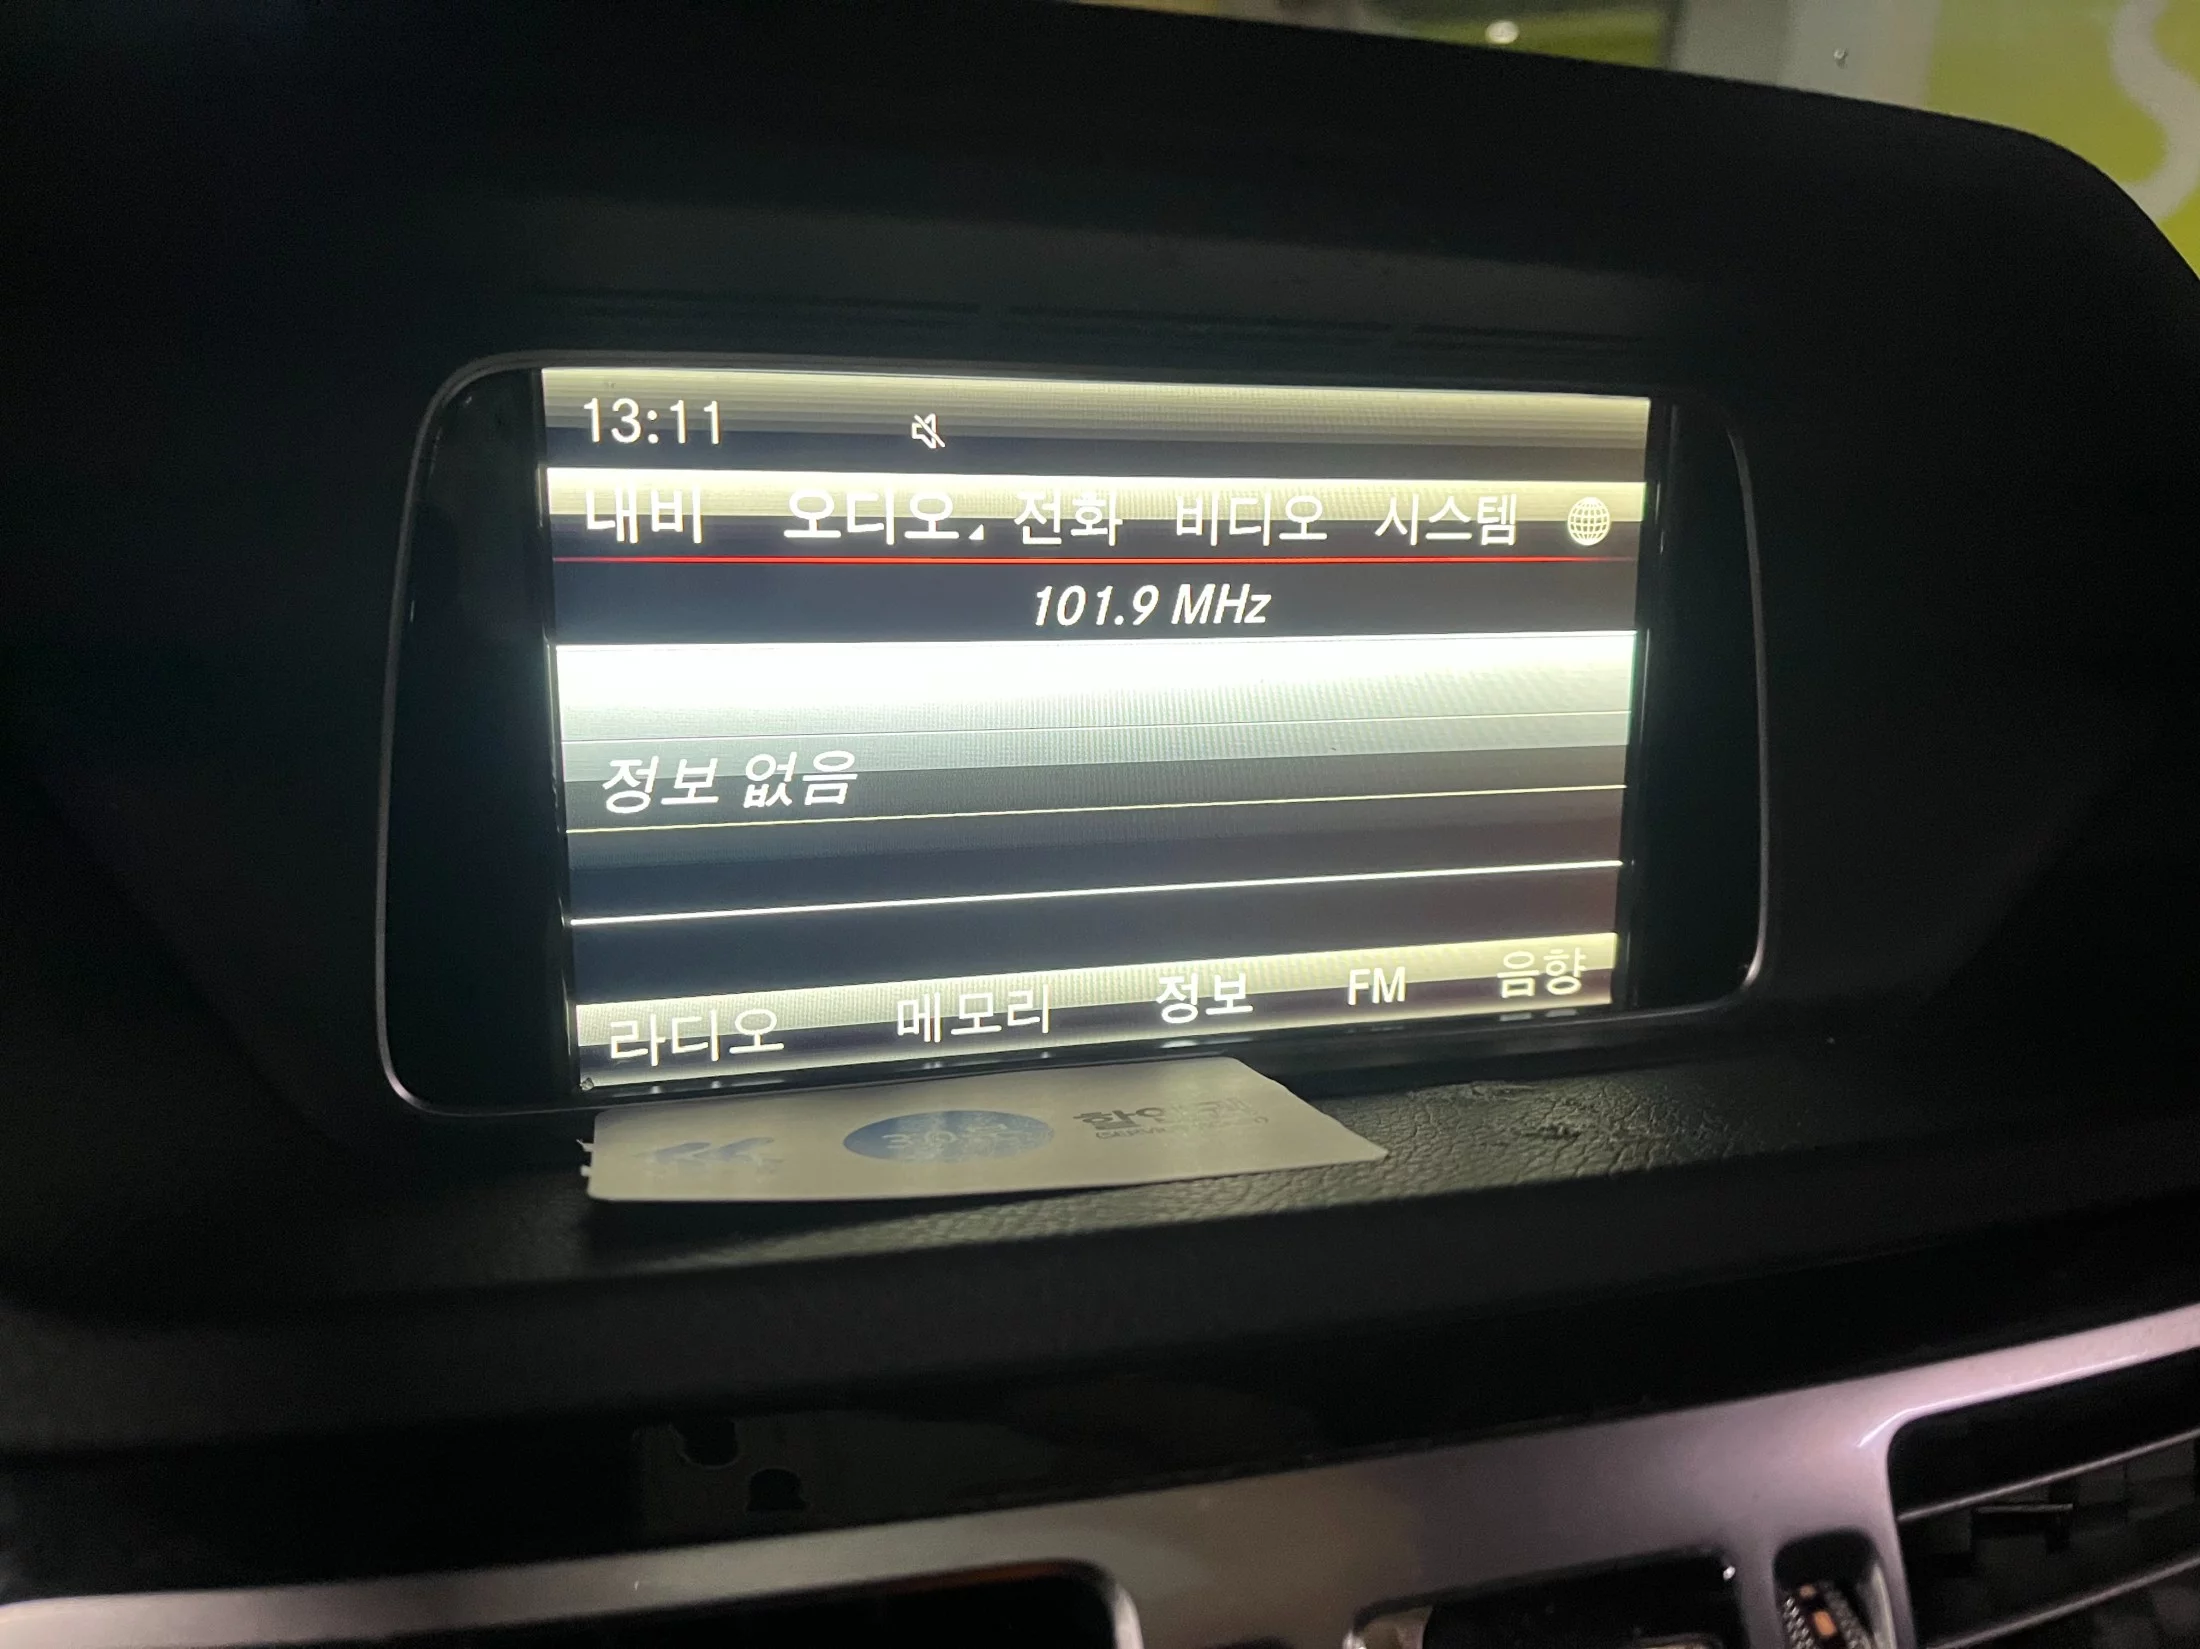 13:11
내비 오디오 전화 비디오 시스템
101.9 MHz
정보 없음
라디오 메모리 정보 FM 음향